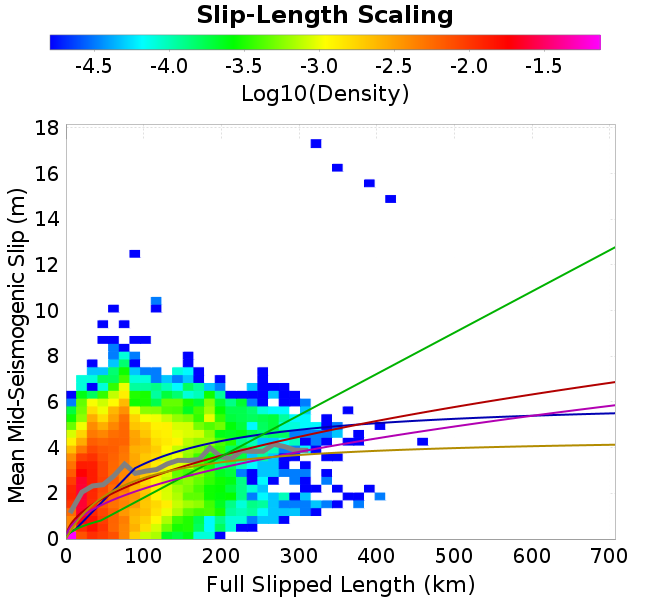 Slip-Length Scaling
-4.5 -4.0 -3.5 -3.0 -2.5 -2.0 -1.5
Log10(Density)
18
16
14
12
10
8
6
4
2
0
Mean Mid-Seismogenic Slip (m)
0 100 200 300 400 500 600 700
Full Slipped Length (km)